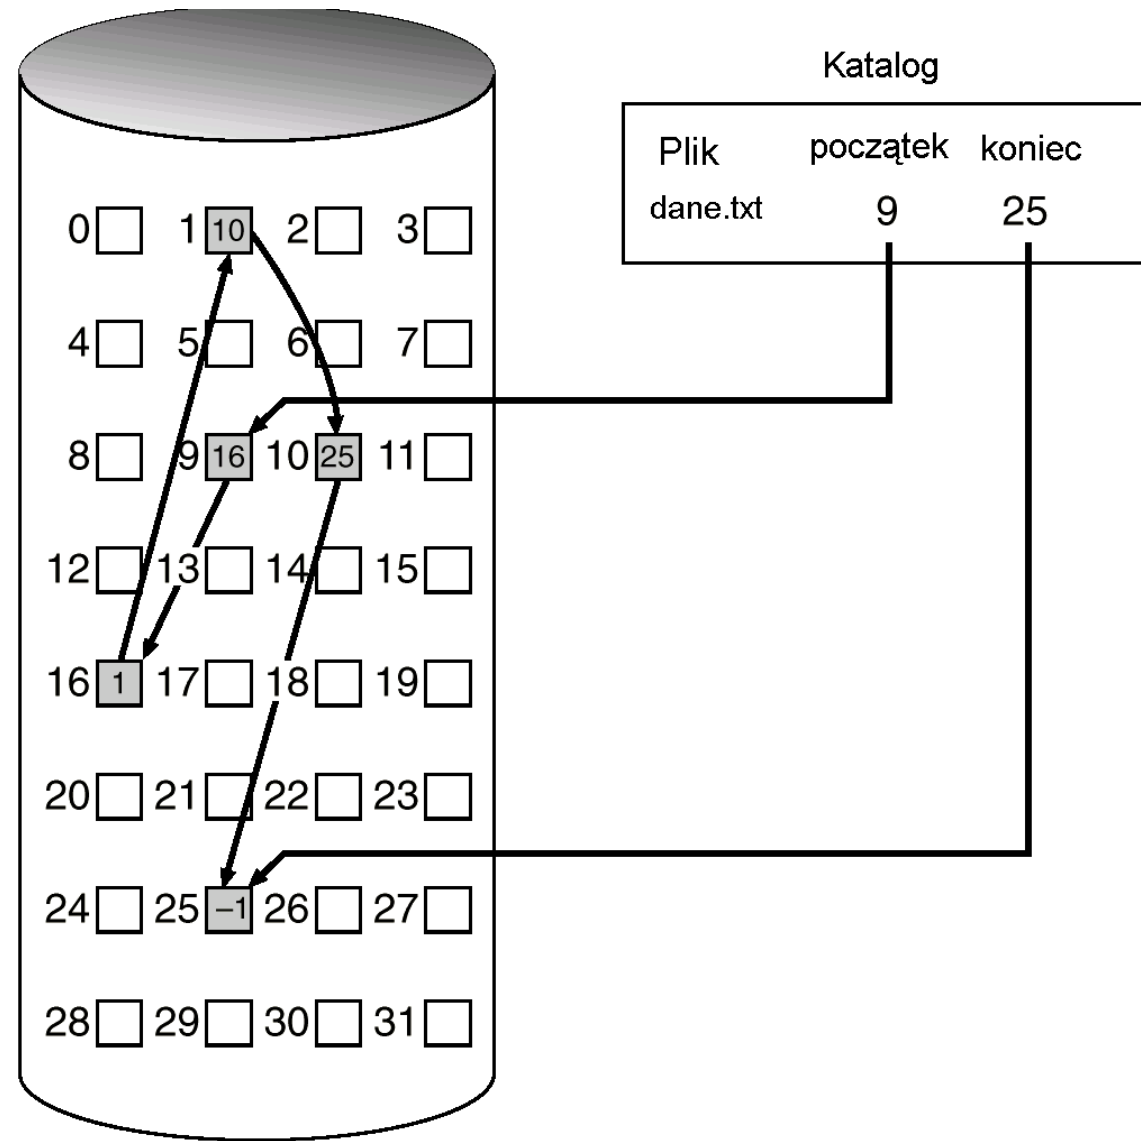 Katalog
Plik początek koniec
dane.txt 9 25
0 1 10 2 3
4 5 6 7
8 9 16 10 25 11
12 13 14 15
16 1 17 18 19
20 21 22 23
24 25 –1 26 27
28 29 30 31